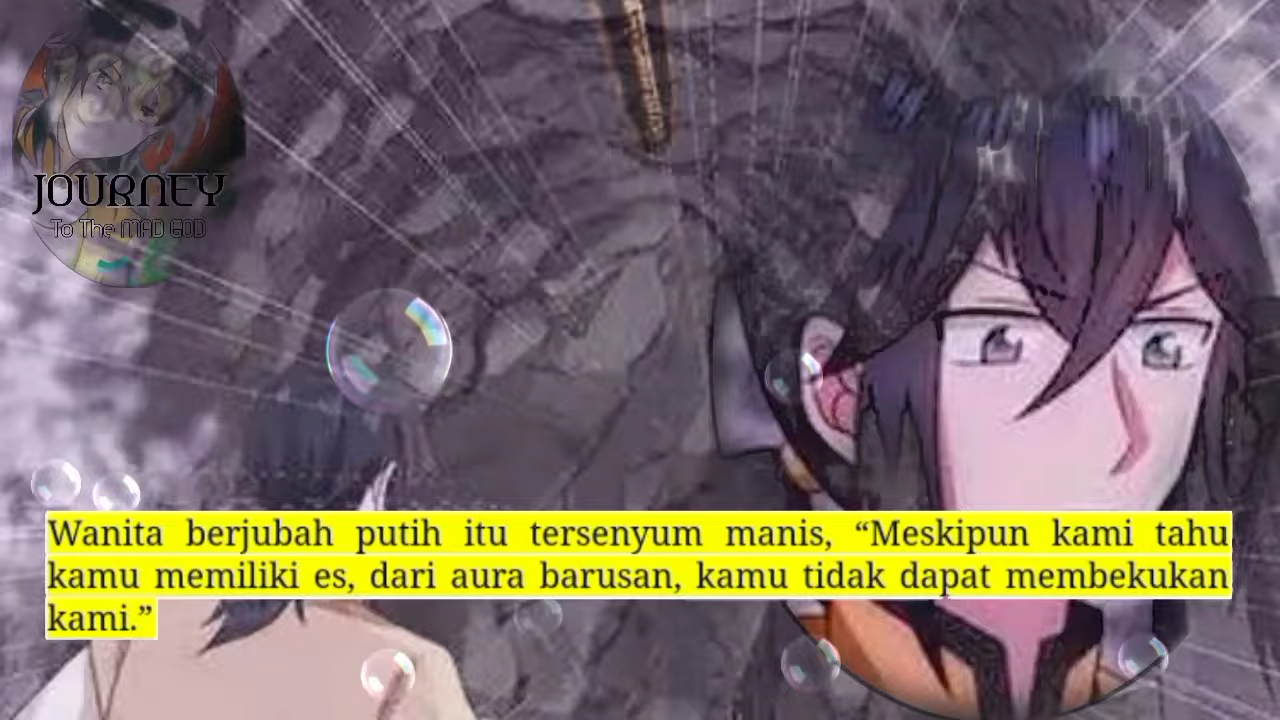 JOURNEY
To The MAD GOD
Wanita berjubah putih itu tersenyum manis, “Meskipun kami tahu
kamu memiliki es, dari aura barusan, kamu tidak dapat membekukan
kami.”